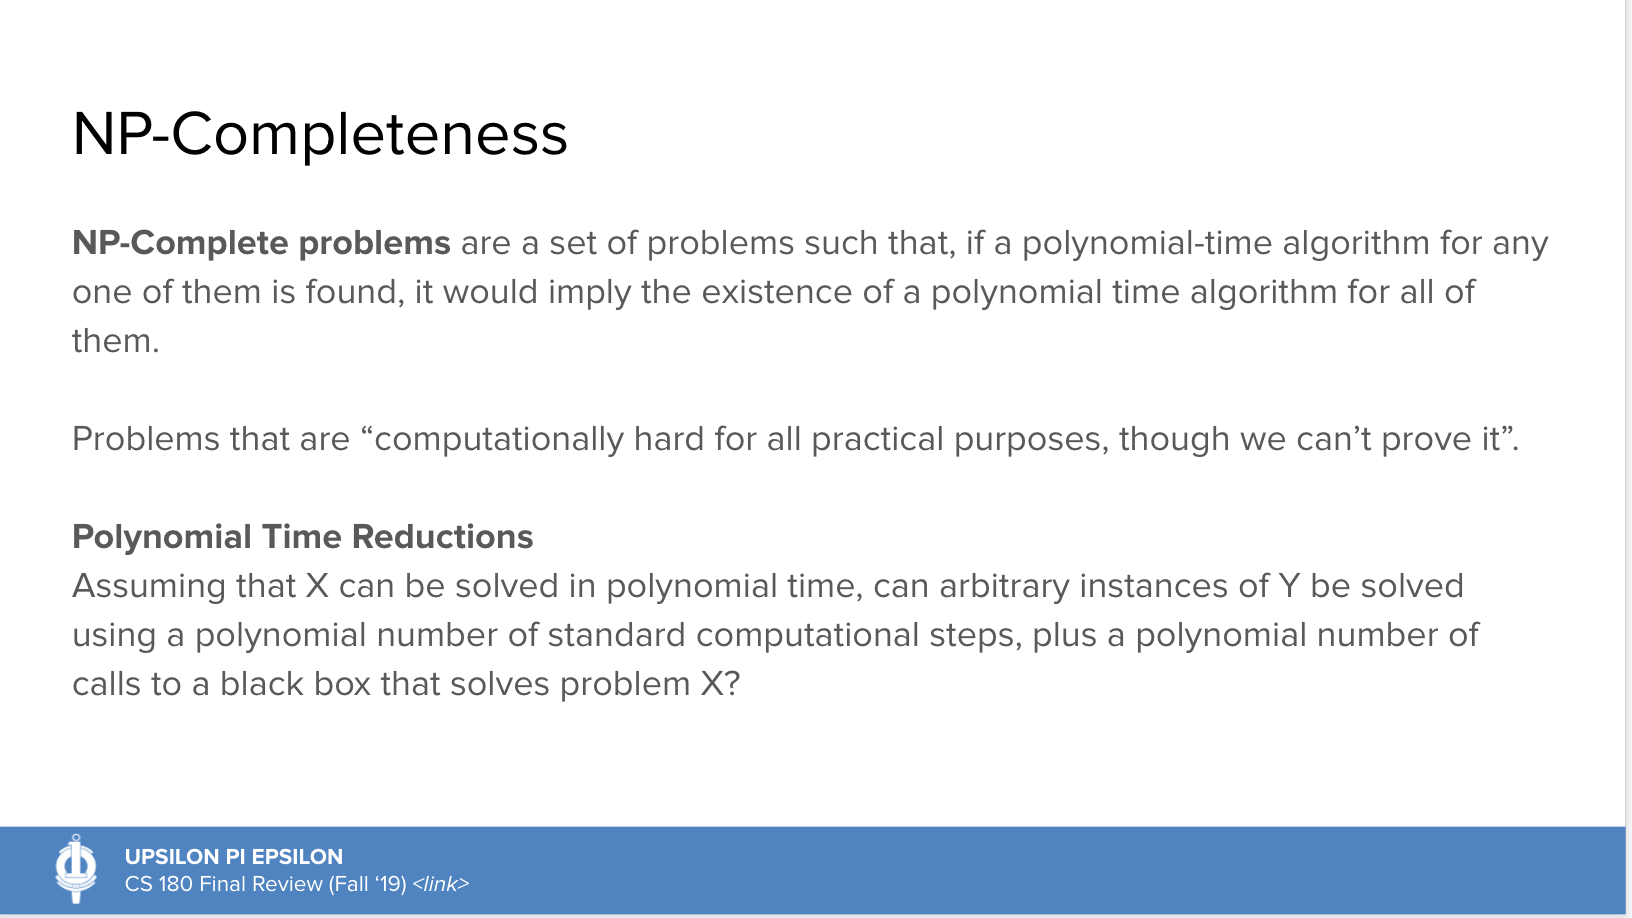 NP-Completeness
NP-Complete problems are a set of problems such that, if a polynomial-time algorithm for any
one of them is found, it would imply the existence of a polynomial time algorithm for all of
them.
Problems that are “computationally hard for all practical purposes, though we can’t prove it”.
Polynomial Time Reductions
Assuming that X can be solved in polynomial time, can arbitrary instances of Y be solved
using a polynomial number of standard computational steps, plus a polynomial number of
calls to a black box that solves problem X?
UPSILON PI EPSILON
CS 180 Final Review (Fall ‘19) <link>